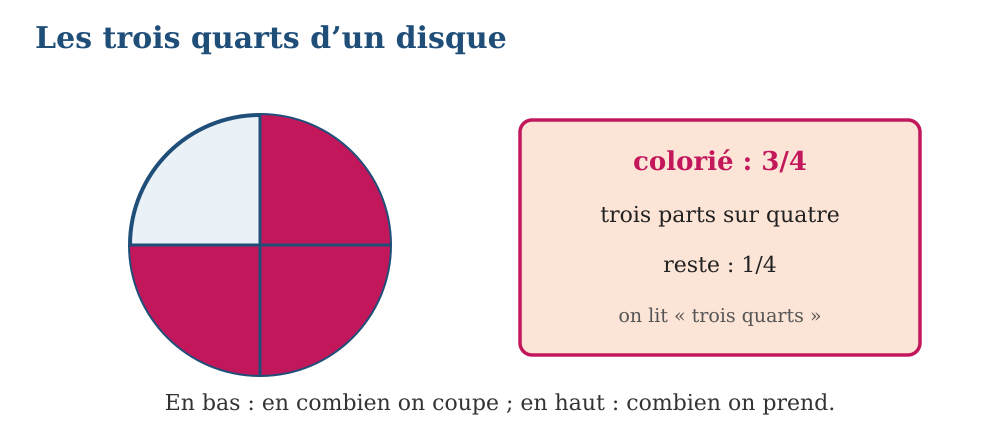 Les trois quarts d’un disque
colorié : 3/4
trois parts sur quatre
reste : 1/4
on lit « trois quarts »
En bas : en combien on coupe ; en haut : combien on prend.